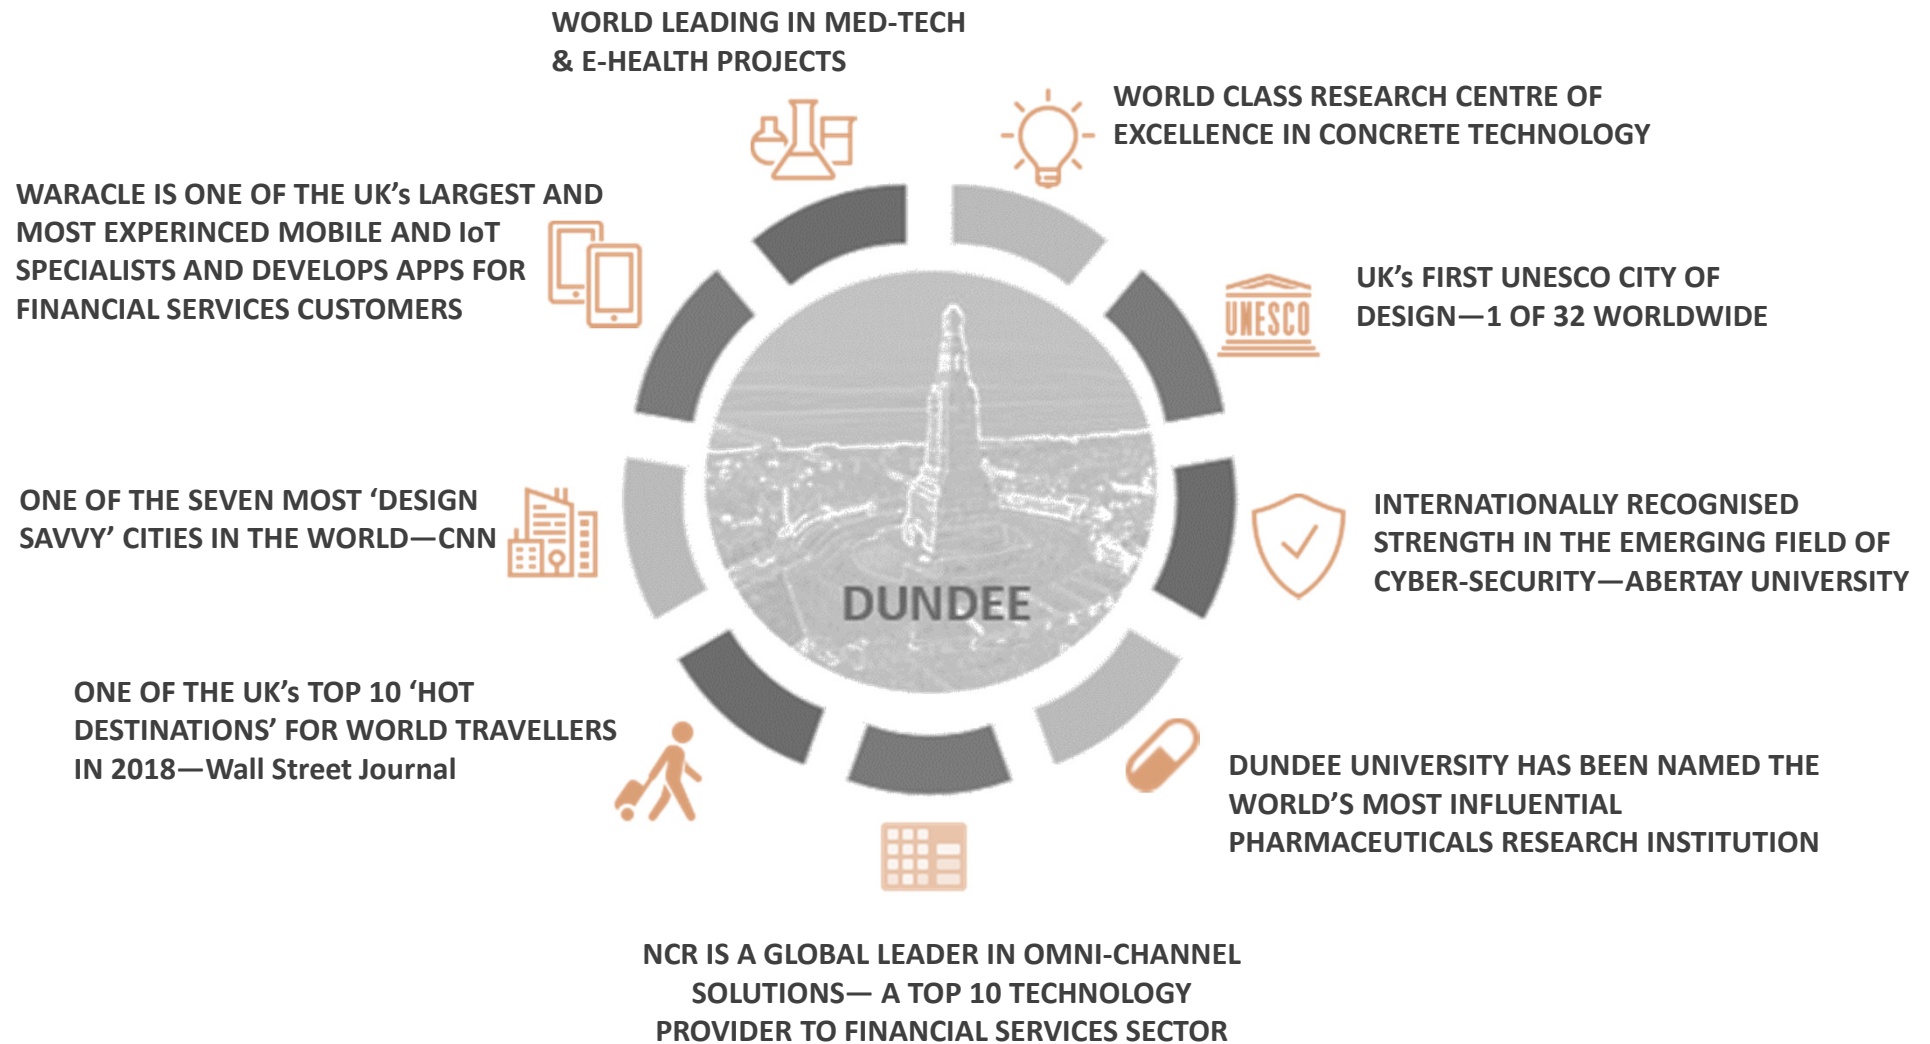 WORLD LEADING IN MED-TECH
& E-HEALTH PROJECTS
WORLD CLASS RESEARCH CENTRE OF
EXCELLENCE IN CONCRETE TECHNOLOGY
WARACLE IS ONE OF THE UK’s LARGEST AND
MOST EXPERINCED MOBILE AND IoT
SPECIALISTS AND DEVELOPS APPS FOR
FINANCIAL SERVICES CUSTOMERS
UNESCO
UK’s FIRST UNESCO CITY OF
DESIGN—1 OF 32 WORLDWIDE
ONE OF THE SEVEN MOST ‘DESIGN
SAVVY’ CITIES IN THE WORLD—CNN
INTERNATIONALLY RECOGNISED
STRENGTH IN THE EMERGING FIELD OF
CYBER-SECURITY—ABERTAY UNIVERSITY
DUNDEE
ONE OF THE UK’s TOP 10 ‘HOT
DESTINATIONS’ FOR WORLD TRAVELLERS
IN 2018—Wall Street Journal
DUNDEE UNIVERSITY HAS BEEN NAMED THE
WORLD’S MOST INFLUENTIAL
PHARMACEUTICALS RESEARCH INSTITUTION
NCR IS A GLOBAL LEADER IN OMNI-CHANNEL
SOLUTIONS— A TOP 10 TECHNOLOGY
PROVIDER TO FINANCIAL SERVICES SECTOR